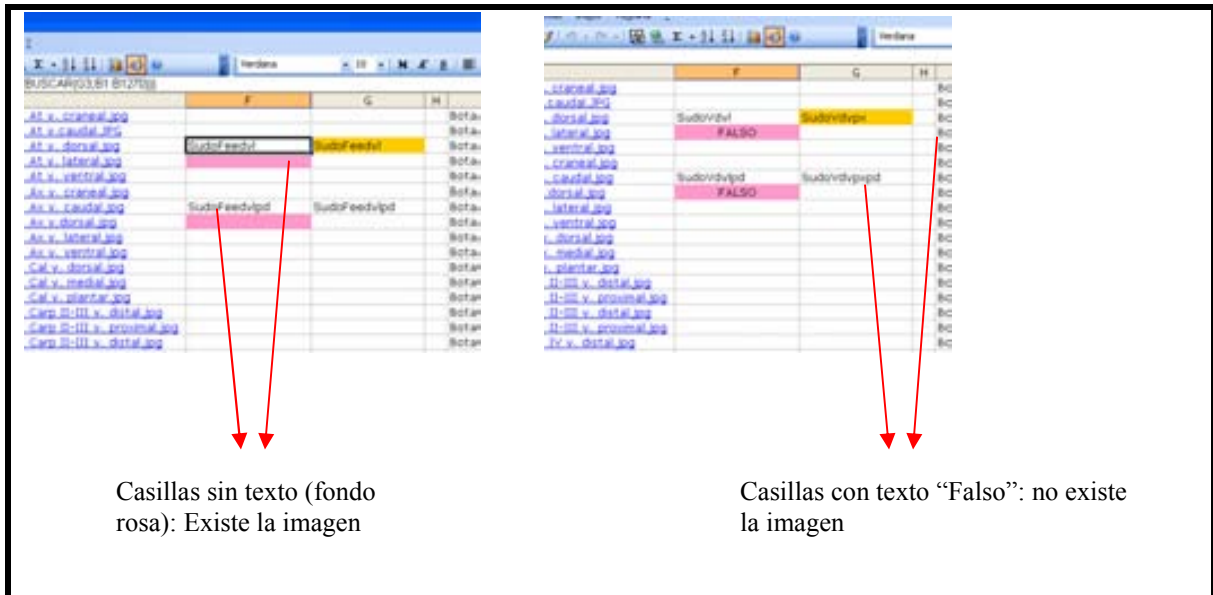 Verdana
10
BUSCAR(G3;B1:B1270)))
F G H
At v. craneal.jpg
At v.caudal.JPG
At v. dorsal.jpg SudoFeedvl SudoFeedvl
At v. lateral.jpg
At v. ventral.jpg
Ax v. craneal.jpg
Ax v. caudal.jpg SudoFeedvlpd SudoFeedvlpd
Ax v.dorsal.jpg
Ax v. lateral.jpg
Ax v. ventral.jpg
Cal v. dorsal.jpg
Cal v. medial.jpg
Cal v. plantar.jpg
Carp II-III v. distal.jpg
Carp II-III v. proximal.jpg
Carp II-III v. distal.jpg
Verdana
F G H
. craneal.jpg
.caudal.JPG
. dorsal.jpg SudoVdvl SudoVdvpx
. lateral.jpg FALSO
. ventral.jpg
. craneal.jpg
. caudal.jpg SudoVdvlpd SudoVdvpxpd
.dorsal.jpg FALSO
. lateral.jpg
. ventral.jpg
. dorsal.jpg
. medial.jpg
. plantar.jpg
II-III v. distal.jpg
II-III v. proximal.jpg
II-III v. distal.jpg
II-III v. proximal.jpg
IV v. distal.jpg
Casillas sin texto (fondo
rosa): Existe la imagen
Casillas con texto “Falso”: no existe
la imagen